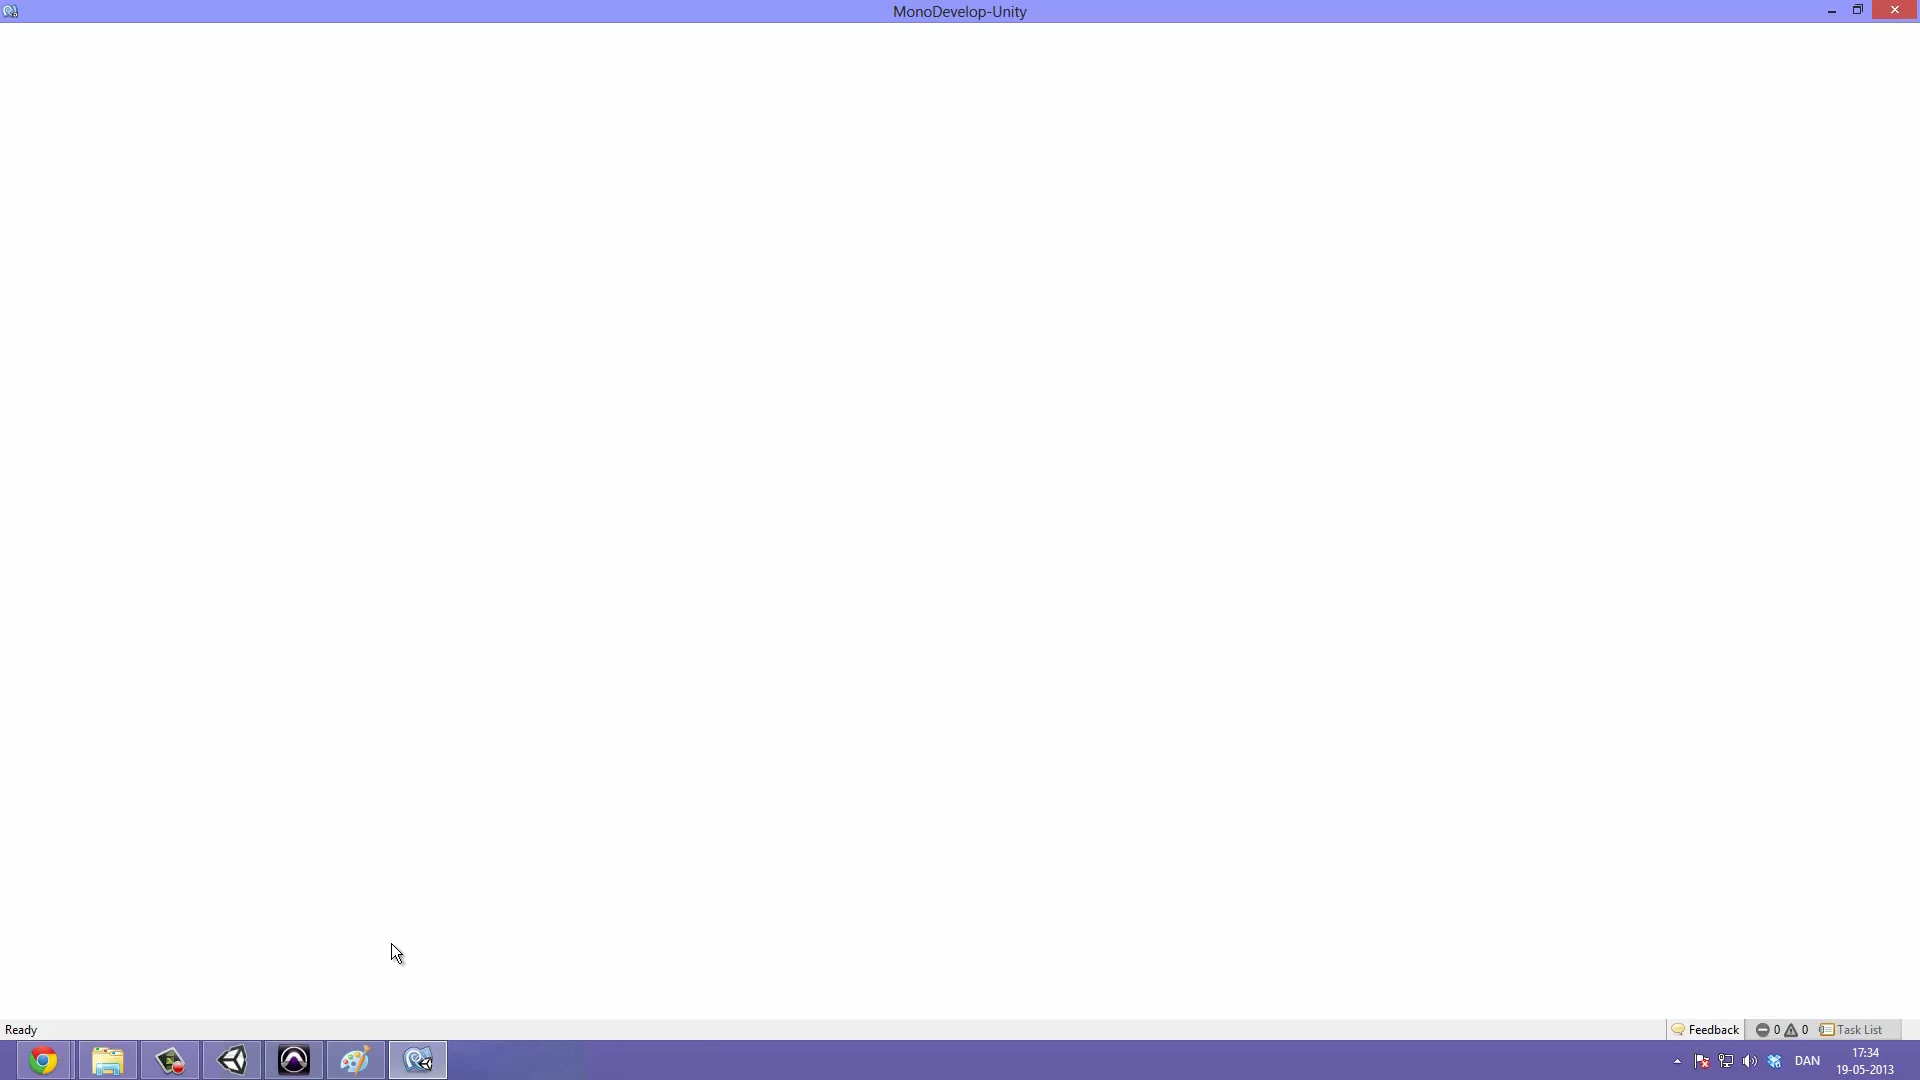 MonoDevelop-Unity
Ready
Feedback
0
0
Task List
DAN
17:34
19-05-2013